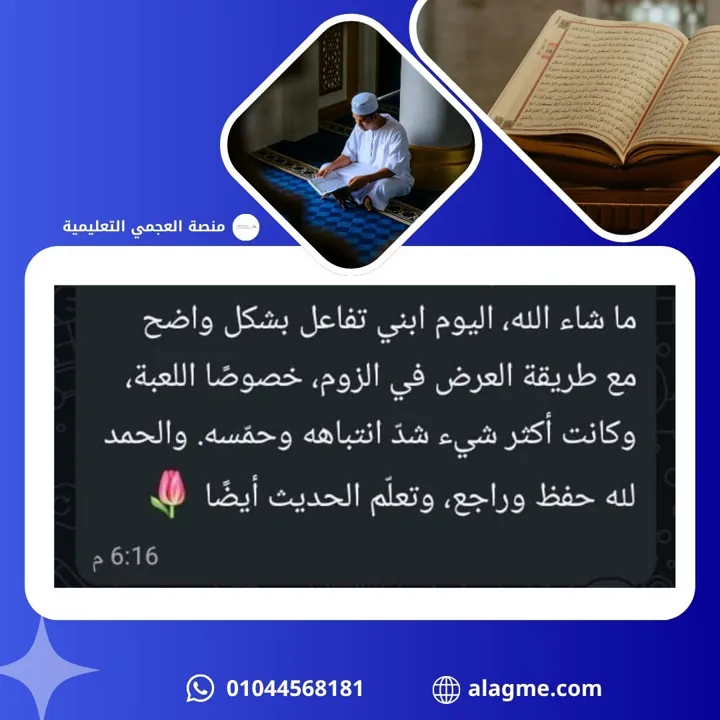 منصة العجمي التعليمية
ما شاء الله، اليوم ابني تفاعل بشكل واضح
مع طريقة العرض في الزوم، خصوصًا اللعبة،
وكانت أكثر شيء شدّ انتباهه وحمّسه. والحمد
لله حفظ وراجع، وتعلّم الحديث أيضًا 🌷
6:16 م
01044568181
alagme.com